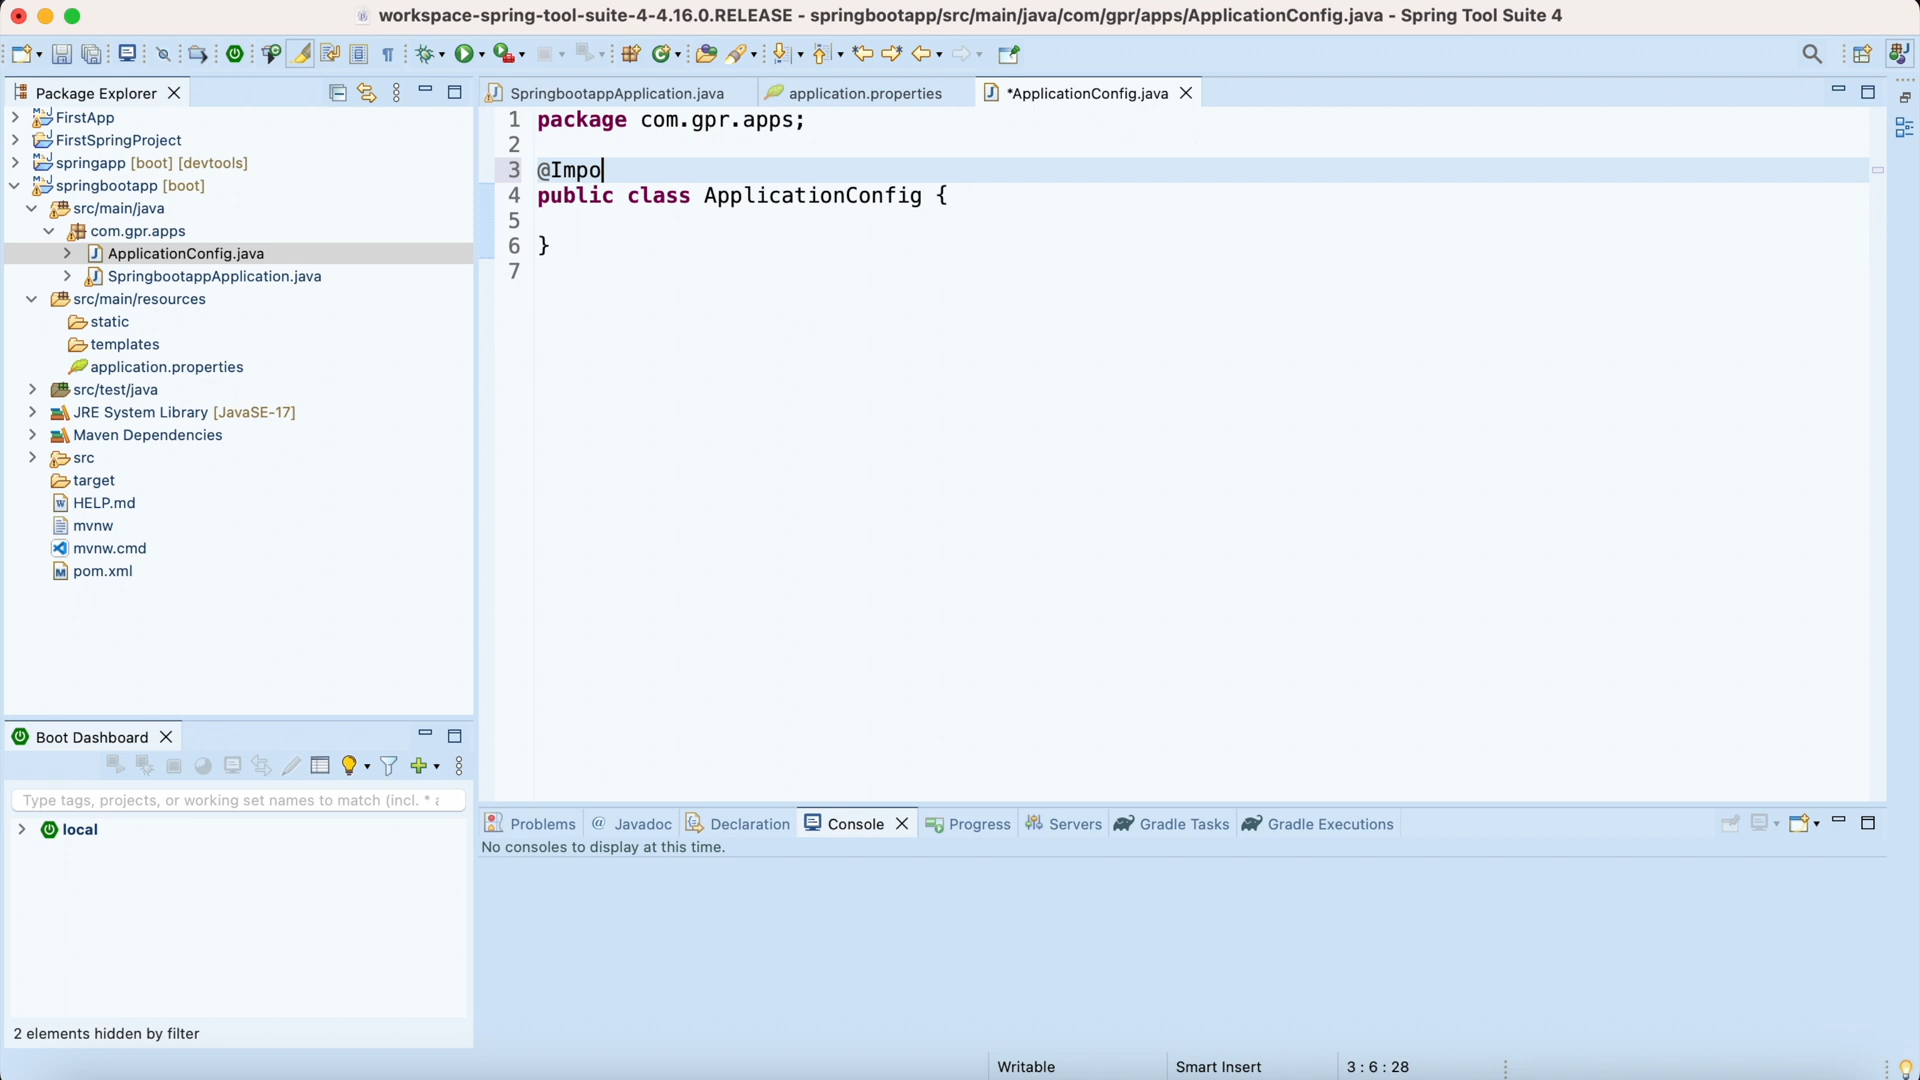 workspace-spring-tool-suite-4-4.16.0.RELEASE - springbootapp/src/main/java/com/gpr/apps/ApplicationConfig.java - Spring Tool Suite 4
Package Explorer
FirstApp
FirstSpringProject
springapp [boot] [devtools]
springbootapp [boot]
src/main/java
com.gpr.apps
ApplicationConfig.java
SpringbootappApplication.java
src/main/resources
static
templates
application.properties
src/test/java
JRE System Library [JavaSE-17]
Maven Dependencies
src
target
HELP.md
mvnw
mvnw.cmd
pom.xml
SpringbootappApplication.java application.properties *ApplicationConfig.java
1 package com.gpr.apps;
2
3 @Impo
4 public class ApplicationConfig {
5
6 }
7
Boot Dashboard
Type tags, projects, or working set names to match (incl. *
local
2 elements hidden by filter
Problems @ Javadoc Declaration Console Progress Servers Gradle Tasks Gradle Executions
No consoles to display at this time.
Writable Smart Insert 3 : 6 : 28